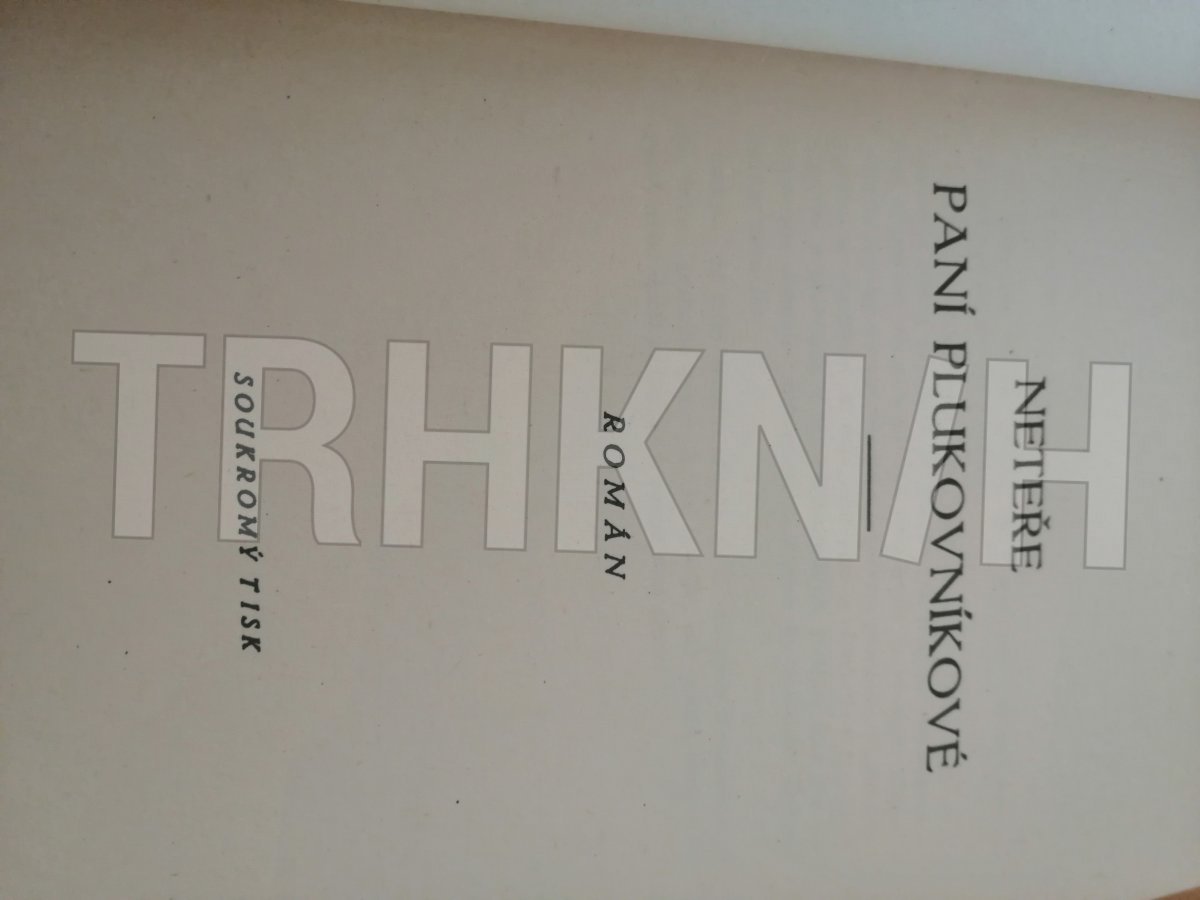 NETEŘE
PANÍ PLUKOVNÍKOVÉ
ROMÁN
SOUKROMÝ TISK
TRHKNIH